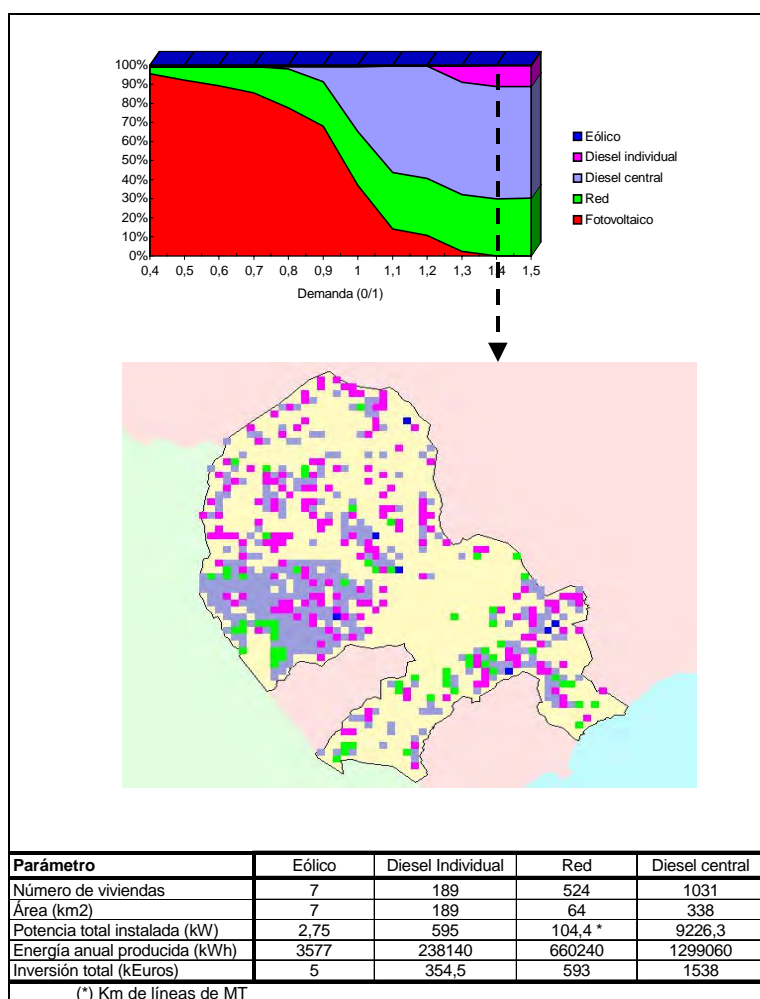 100%
90%
80%
70%
60%
50%
40%
30%
20%
10%
0%
0,4 0,5 0,6 0,7 0,8 0,9 1 1,1 1,2 1,3 1,4 1,5
Demanda (0/1)
Eólico
Diesel individual
Diesel central
Red
Fotovoltaico
Parámetro Eólico Diesel Individual Red Diesel central
Número de viviendas 7 189 524 1031
Área (km2) 7 189 64 338
Potencia total instalada (kW) 2,75 595 104,4 * 9226,3
Energía anual producida (kWh) 3577 238140 660240 1299060
Inversión total (kEuros) 5 354,5 593 1538
(*) Km de líneas de MT